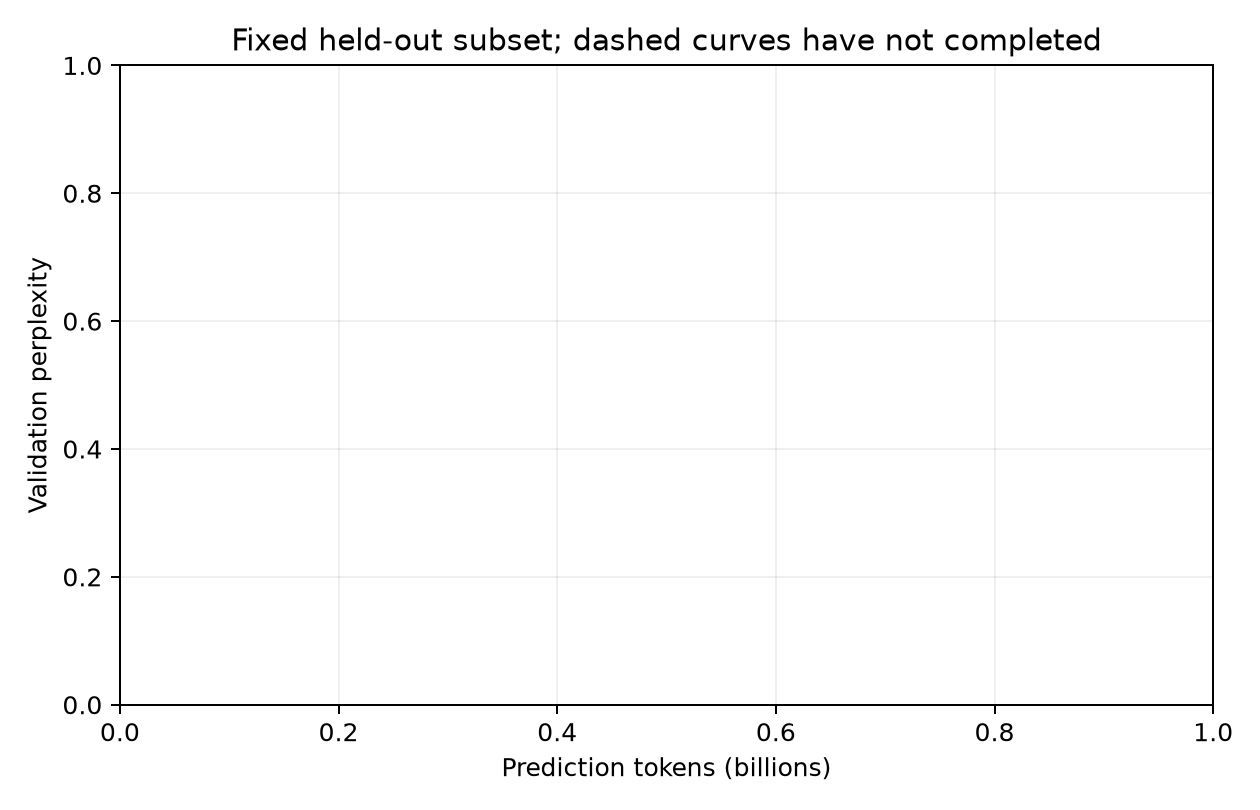 Fixed held-out subset; dashed curves have not completed
Validation perplexity
1.0
0.8
0.6
0.4
0.2
0.0
0.0 0.2 0.4 0.6 0.8 1.0
Prediction tokens (billions)